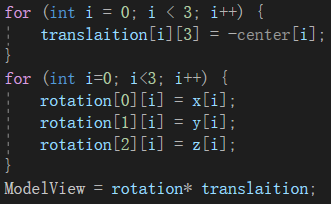 for (int i = 0; i < 3; i++) {
translaition[i][3] = -center[i];
}
for (int i=0; i<3; i++) {
rotation[0][i] = x[i];
rotation[1][i] = y[i];
rotation[2][i] = z[i];
}
ModelView = rotation* translaition;